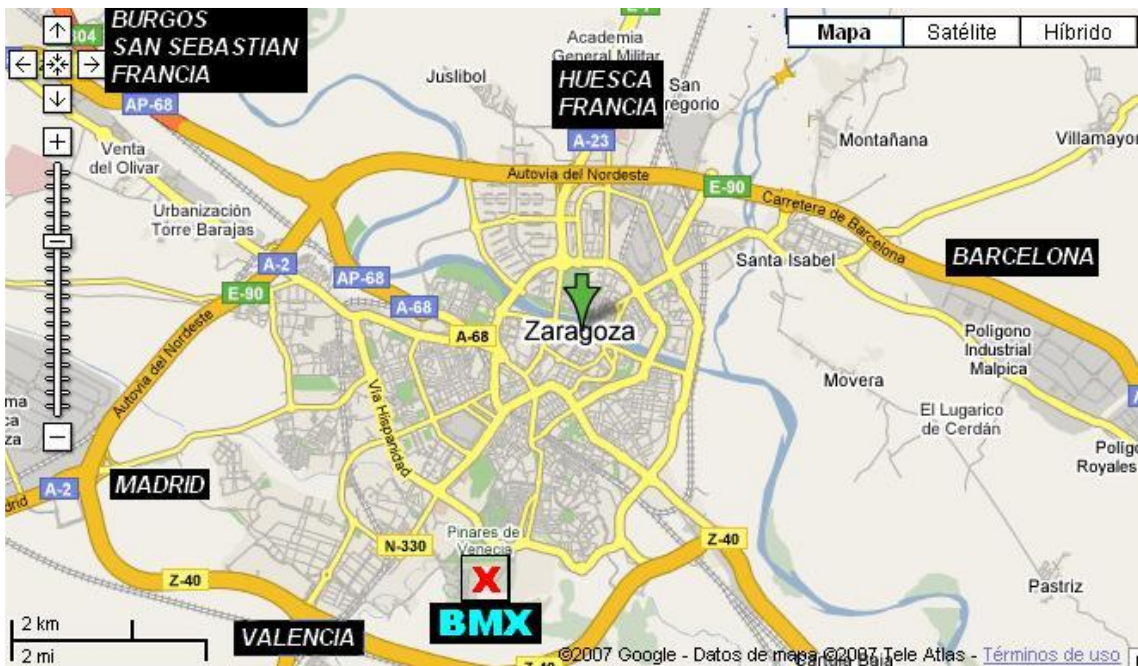 BURGOS
SAN SEBASTIAN
FRANCIA
AP-68
Juslibol
Academia
General Militar
HUESCA
FRANCIA
A-23
San
Mapa
Satélite
Híbrido
Montañana
Villamayor
Venta
del Olivar
Autovía del Nordeste
E-90
Carretera de Barcelona
Urbanización
Torre Barajas
A-2
AP-68
Santa Isabel
BARCELONA
E-90
A-68
A-68
Zaragoza
Autovía del Nordeste
Vía Hispanidad
Polígono
Industrial
Malpica
Movera
El Lugarico
de Cerdán
Royales
A-2
MADRID
Pinares de
Venecia
N-330
Z-40
X
BMX
Z-40
Pastriz
2 km
2 mi
VALENCIA
Z-40
©2007 Google - Datos de mapa ©2007 Tele Atlas - Términos de uso